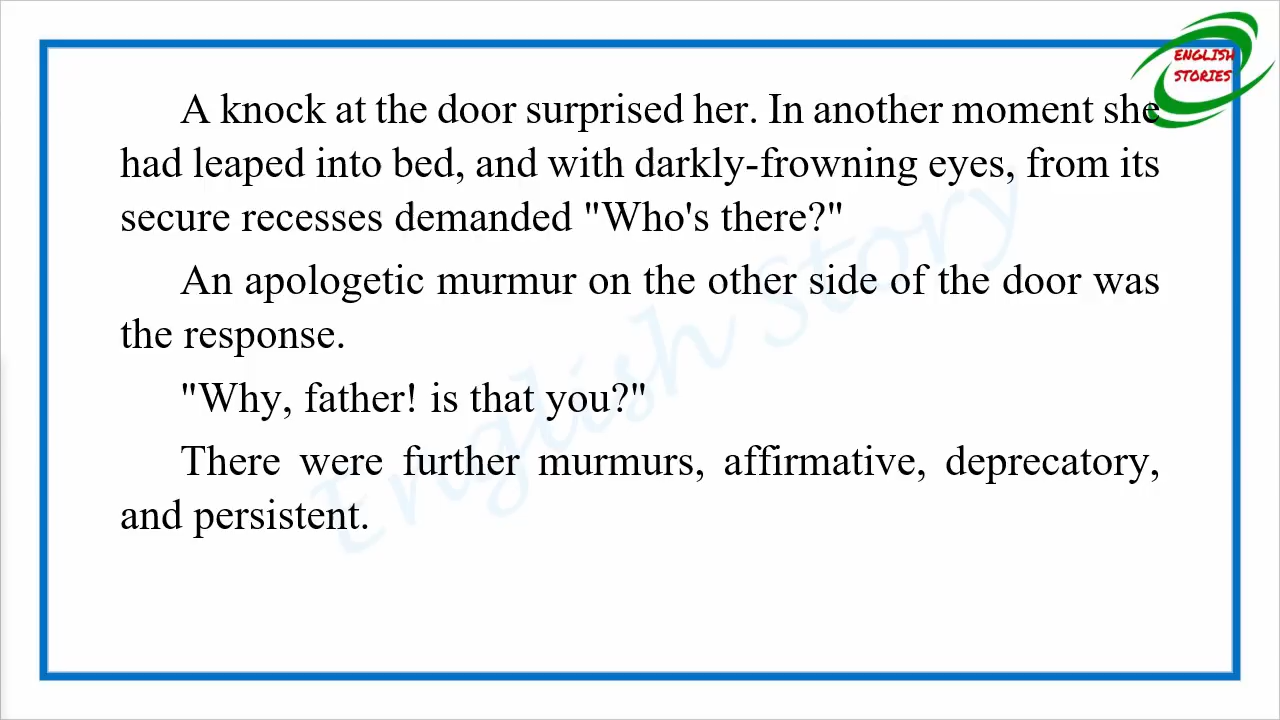 ENGLISH
STORIES
A knock at the door surprised her. In another moment she
had leaped into bed, and with darkly-frowning eyes, from its
secure recesses demanded "Who's there?"
An apologetic murmur on the other side of the door was
the response.
"Why, father! is that you?"
There were further murmurs, affirmative, deprecatory,
and persistent.
English Story